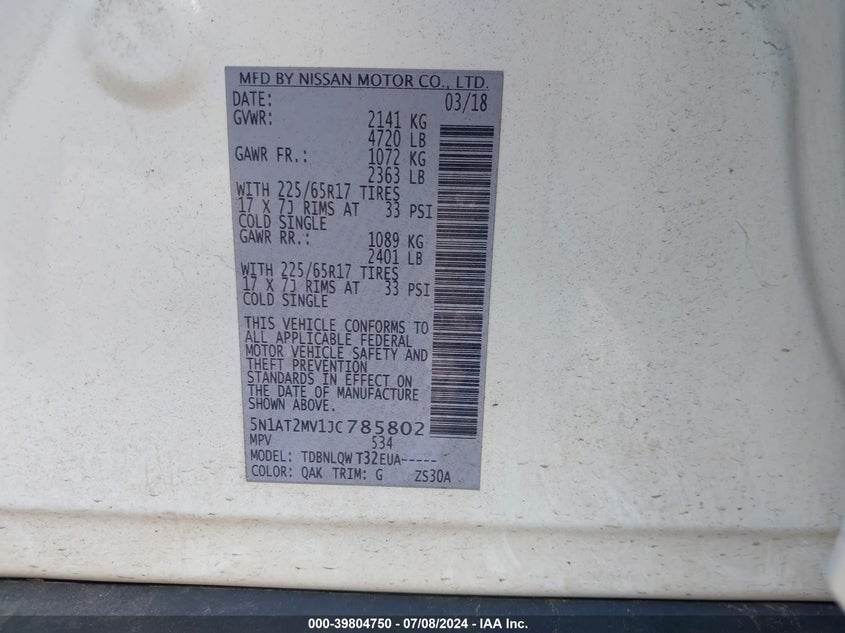 MFD BY NISSAN MOTOR CO., LTD.
DATE: 03/18
GVWR: 2141 KG
4720 LB
GAWR FR.: 1072 KG
2363 LB
WITH 225/65R17 TIRES
17 X 7J RIMS AT 33 PSI
COLD SINGLE
GAWR RR.: 1089 KG
2401 LB
WITH 225/65R17 TIRES
17 X 7J RIMS AT 33 PSI
COLD SINGLE
THIS VEHICLE CONFORMS TO
ALL APPLICABLE FEDERAL
MOTOR VEHICLE SAFETY AND
THEFT PREVENTION
STANDARDS IN EFFECT ON
THE DATE OF MANUFACTURE
SHOWN ABOVE.
5N1AT2MV1JC785802
MPV 534
MODEL: TDBNLQW T32EUA-----
COLOR: QAK TRIM: G ZS30A
000-39804750 - 07/08/2024 - IAA Inc.